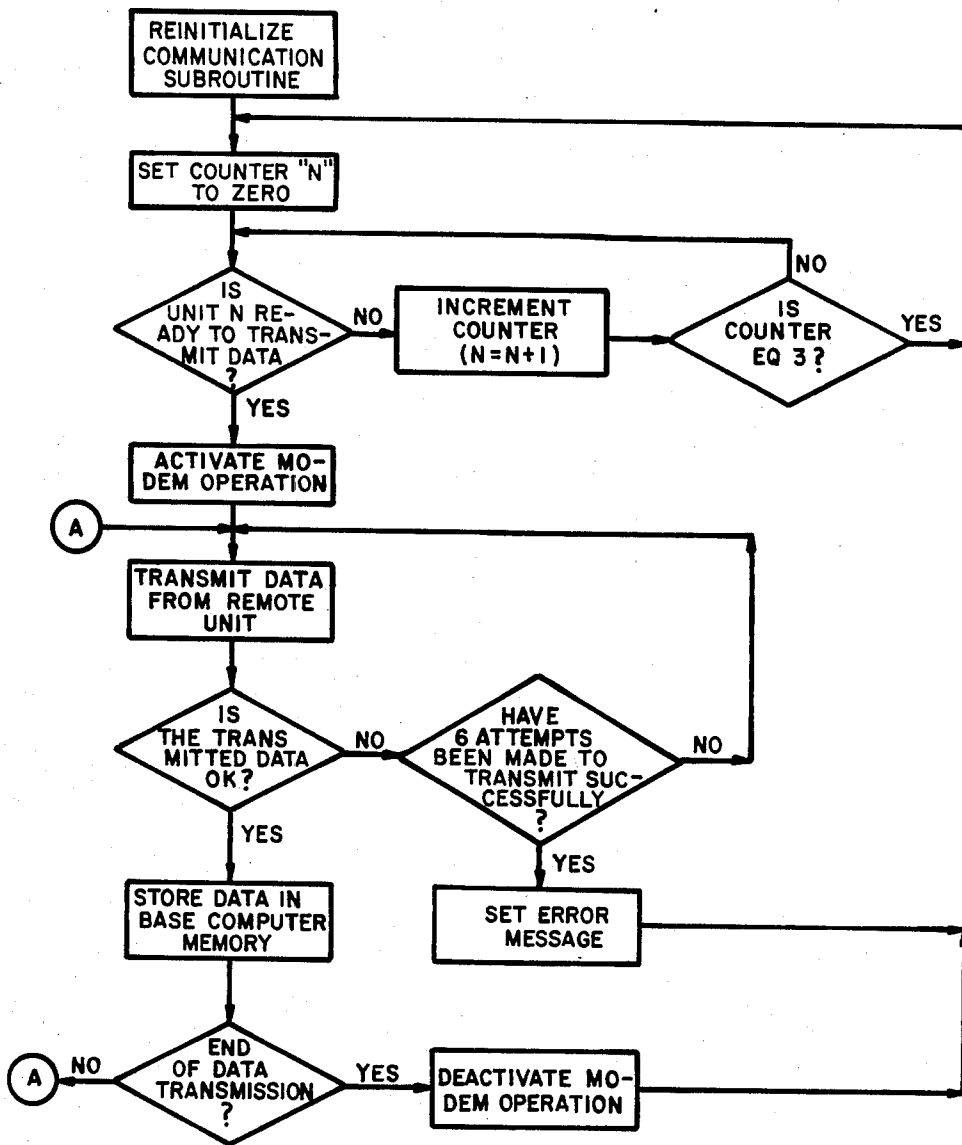 REINITIALIZE
COMMUNICATION
SUBROUTINE
SET COUNTER "N"
TO ZERO
IS
UNIT N RE-
ADY TO TRANS-
MIT DATA
?
NO
INCREMENT
COUNTER
(N=N+1)
NO
IS
COUNTER
EQ 3?
YES
YES
ACTIVATE MO-
DEM OPERATION
A
TRANSMIT DATA
FROM REMOTE
UNIT
IS
THE TRANS
MITTED DATA
OK?
NO
HAVE
6 ATTEMPTS
BEEN MADE TO
TRANSMIT SUC-
CESSFULLY
?
NO
YES
YES
STORE DATA IN
BASE COMPUTER
MEMORY
SET ERROR
MESSAGE
END
OF DATA
TRANSMISSION
?
NO
A
YES
DEACTIVATE MO-
DEM OPERATION